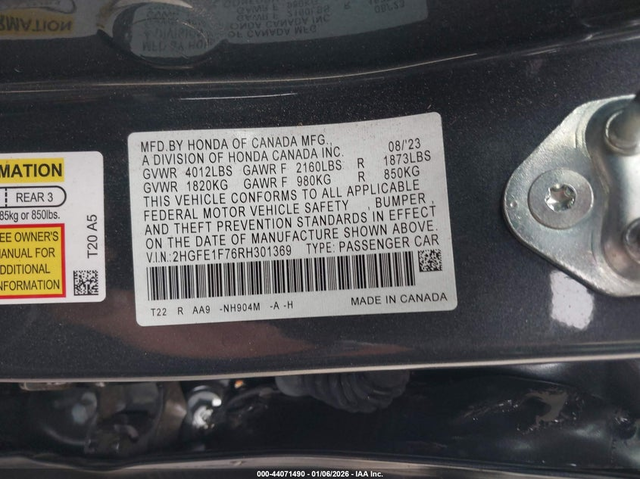 MFD.BY HONDA OF CANADA MFG., 08/'23
A DIVISION OF HONDA CANADA INC.
GVWR 4012LBS GAWR F 2160LBS R 1873LBS
GVWR 1820KG GAWR F 980KG R 850KG
THIS VEHICLE CONFORMS TO ALL APPLICABLE
FEDERAL MOTOR VEHICLE SAFETY , BUMPER ,
AND THEFT PREVENTION STANDARDS IN EFFECT
ON THE DATE OF MANUFACTURE SHOWN ABOVE.
V.I.N: 2HGFE1F76RH301369 TYPE: PASSENGER CAR
T22 R AA9 -NH904M -A -H MADE IN CANADA
MATION
REAR 3
85kg or 850lbs.
EE OWNER'S
MANUAL FOR
ADDITIONAL
INFORMATION
T20 A5
000-44071490 - 01/06/2026 - IAA Inc.